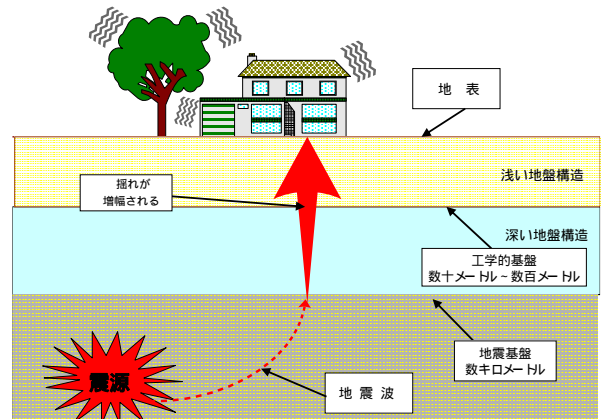 地 表
浅い地盤構造
揺れが
増幅される
深い地盤構造
工学的基盤
数十メートル~数百メートル
地震基盤
数キロメートル
震源
地 震 波